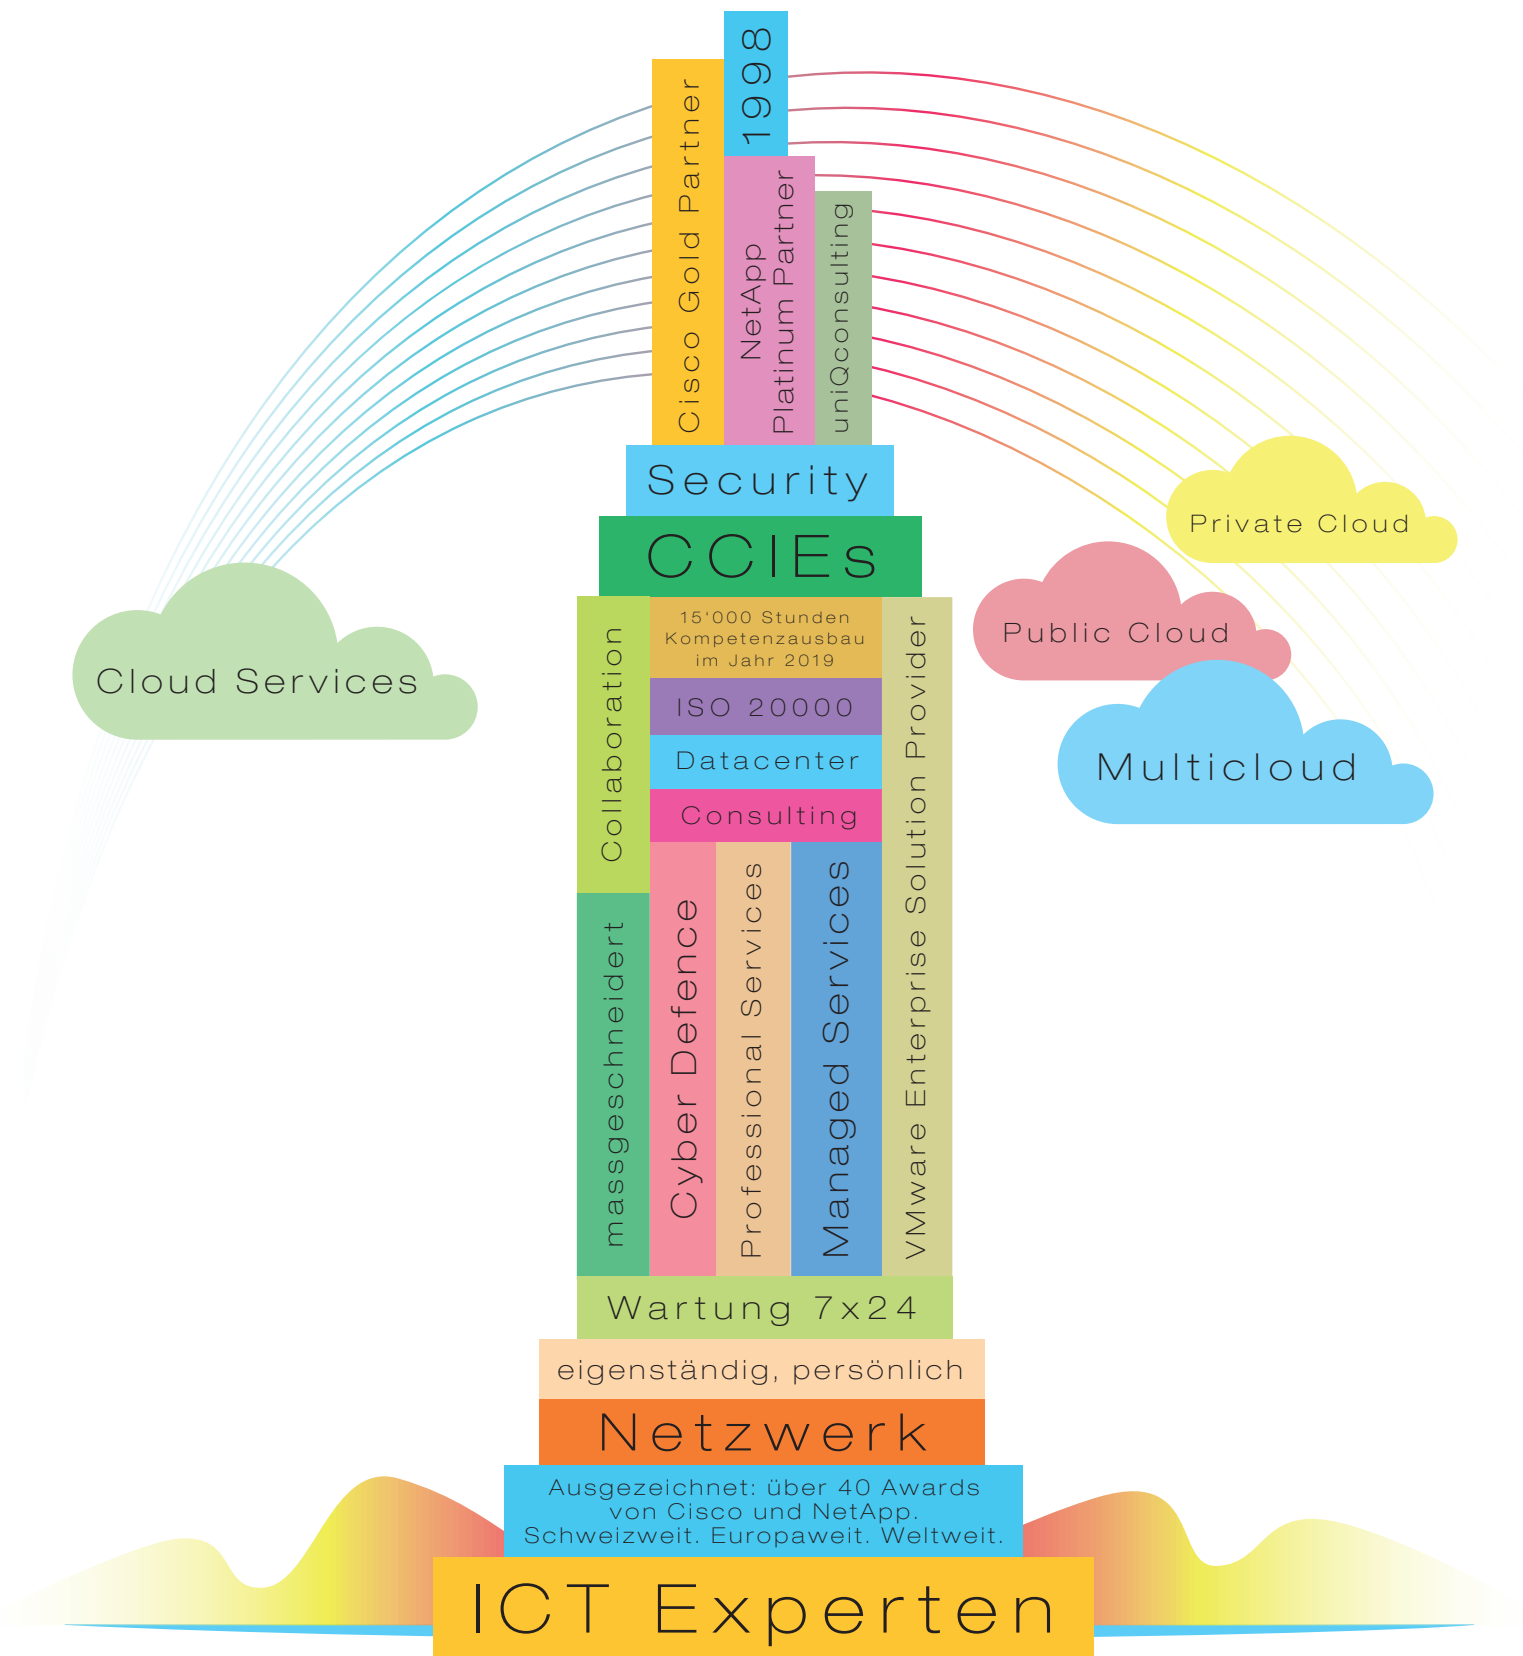 1998
Cisco Gold Partner
NetApp
Platinum Partner
uniQconsulting
Security
CCIEs
Private Cloud
Public Cloud
Multicloud
Cloud Services
Collaboration
15'000 Stunden
Kompetenzausbau
im Jahr 2019
ISO 20000
Datacenter
Consulting
VMware Enterprise Solution Provider
massgeschneidert
Cyber Defence
Professional Services
Managed Services
Wartung 7x24
eigenständig, persönlich
Netzwerk
Ausgezeichnet: über 40 Awards
von Cisco und NetApp.
Schweizweit. Europaweit. Weltweit.
ICT Experten